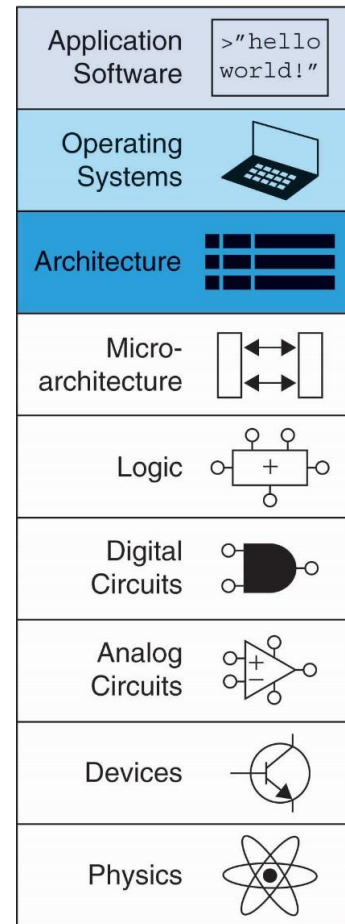 Application
Software
>"hello
world!"
Operating
Systems
Architecture
Micro-
architecture
Logic
+
Digital
Circuits
Analog
Circuits
+
−
Devices
Physics